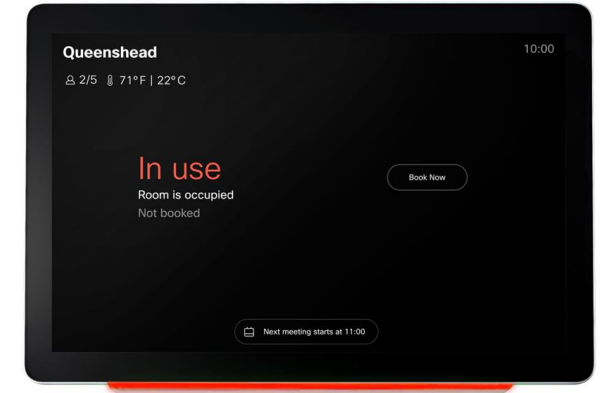 Queenshead
10:00
2/5 71°F | 22°C
In use
Room is occupied
Not booked
Book Now
Next meeting starts at 11:00